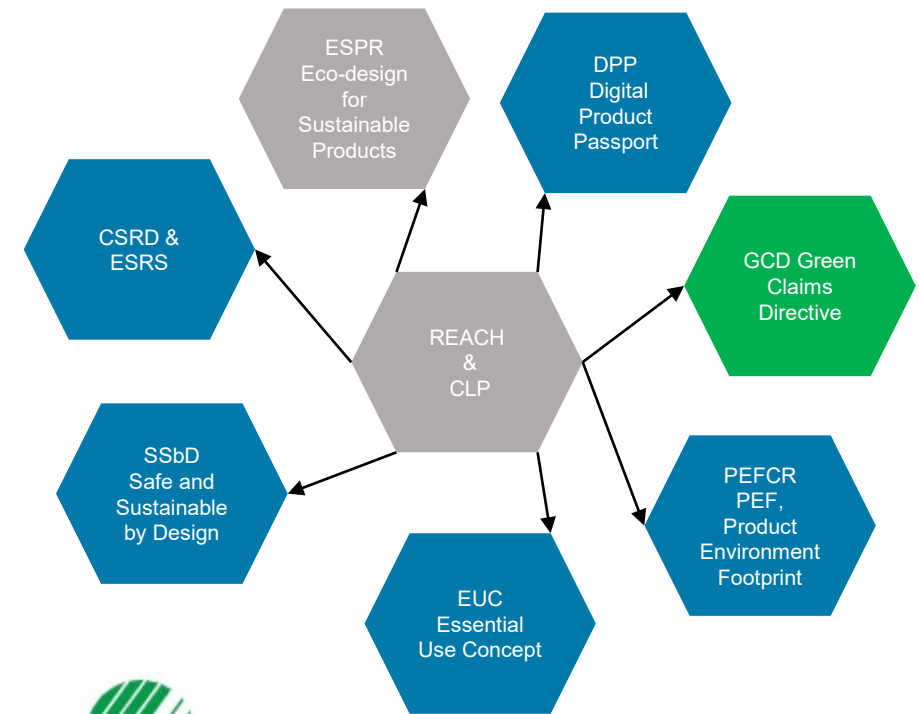 ESPR
Eco-design
for
Sustainable
Products
DPP
Digital
Product
Passport
CSRD &
ESRS
GCD Green
Claims
Directive
REACH
&
CLP
SSbD
Safe and
Sustainable
by Design
PEFCR
PEF,
Product
Environment
Footprint
EUC
Essential
Use Concept